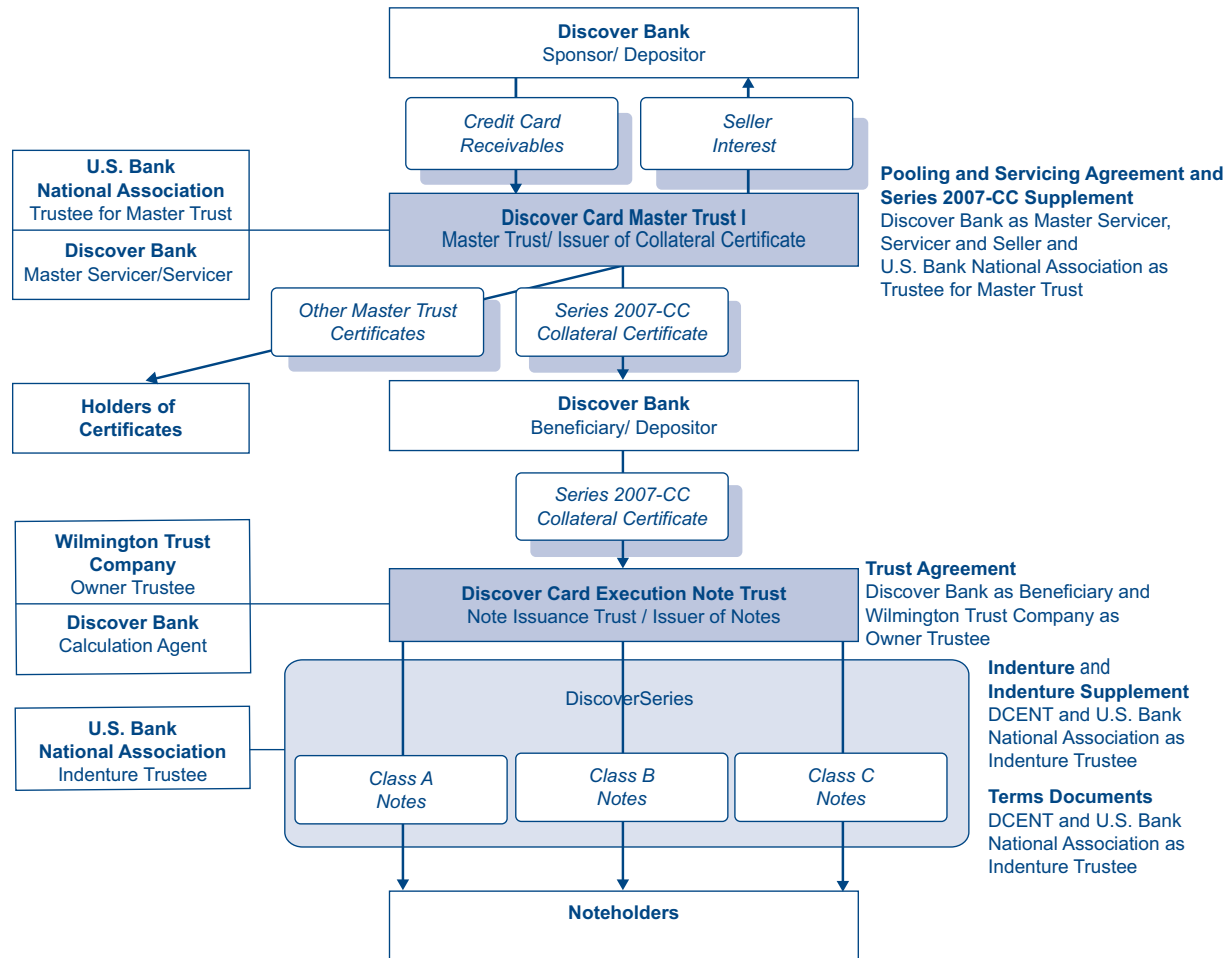 Discover Bank
Sponsor/ Depositor
Credit Card
Receivables
Seller
Interest
U.S. Bank
National Association
Trustee for Master Trust
Discover Bank
Master Servicer/Servicer
Discover Card Master Trust I
Master Trust/ Issuer of Collateral Certificate
Pooling and Servicing Agreement and
Series 2007-CC Supplement
Discover Bank as Master Servicer,
Servicer and Seller and
U.S. Bank National Association as
Trustee for Master Trust
Other Master Trust
Certificates
Series 2007-CC
Collateral Certificate
Holders of
Certificates
Discover Bank
Beneficiary/ Depositor
Series 2007-CC
Collateral Certificate
Wilmington Trust
Company
Owner Trustee
Discover Bank
Calculation Agent
Discover Card Execution Note Trust
Note Issuance Trust / Issuer of Notes
Trust Agreement
Discover Bank as Beneficiary and
Wilmington Trust Company as
Owner Trustee
DiscoverSeries
U.S. Bank
National Association
Indenture Trustee
Class A
Notes
Class B
Notes
Class C
Notes
Indenture and
Indenture Supplement
DCENT and U.S. Bank
National Association as
Indenture Trustee
Terms Documents
DCENT and U.S. Bank
National Association as
Indenture Trustee
Noteholders